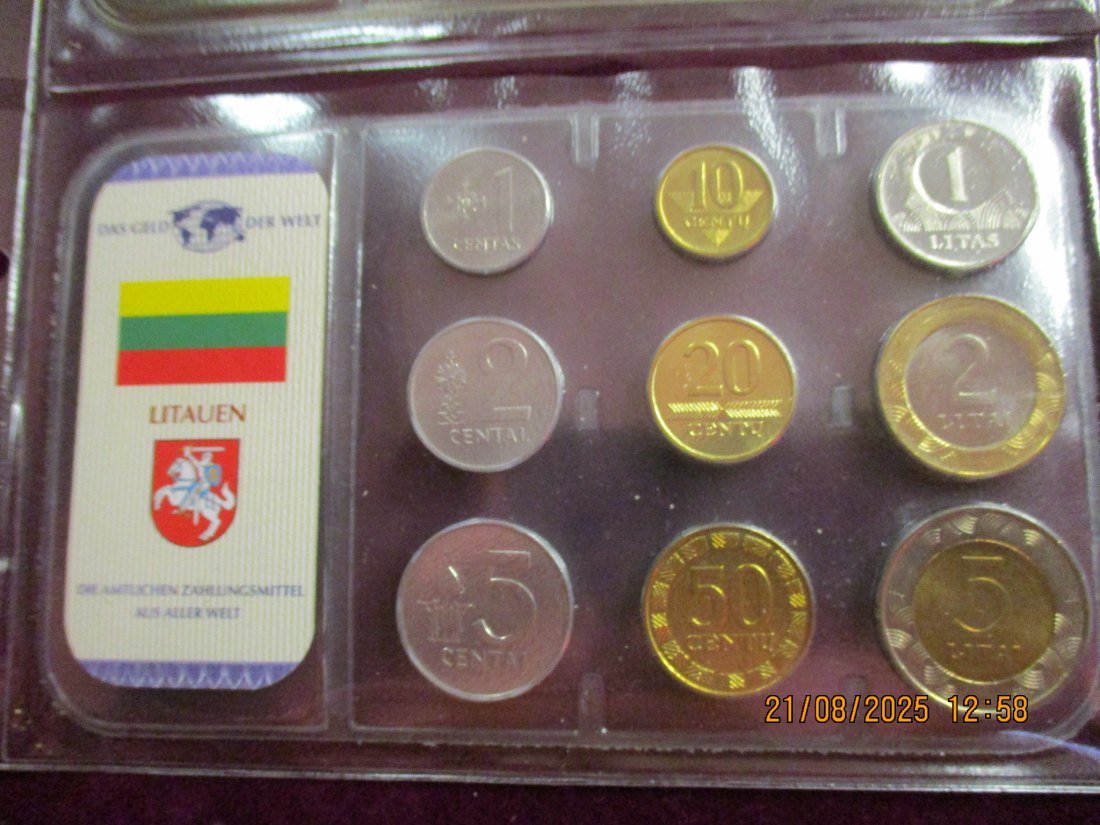 DAS GELD DER WELT
LITAUEN
DIE AMTLICHEN ZAHLUNGSMITTEL
AUS ALLER WELT
1
CENTAS
10
CENTŲ
1
LITAS
2
CENTAI
20
CENTŲ
2
LITAI
5
CENTAI
50
CENTŲ
5
LITAI
21/08/2025 12:58